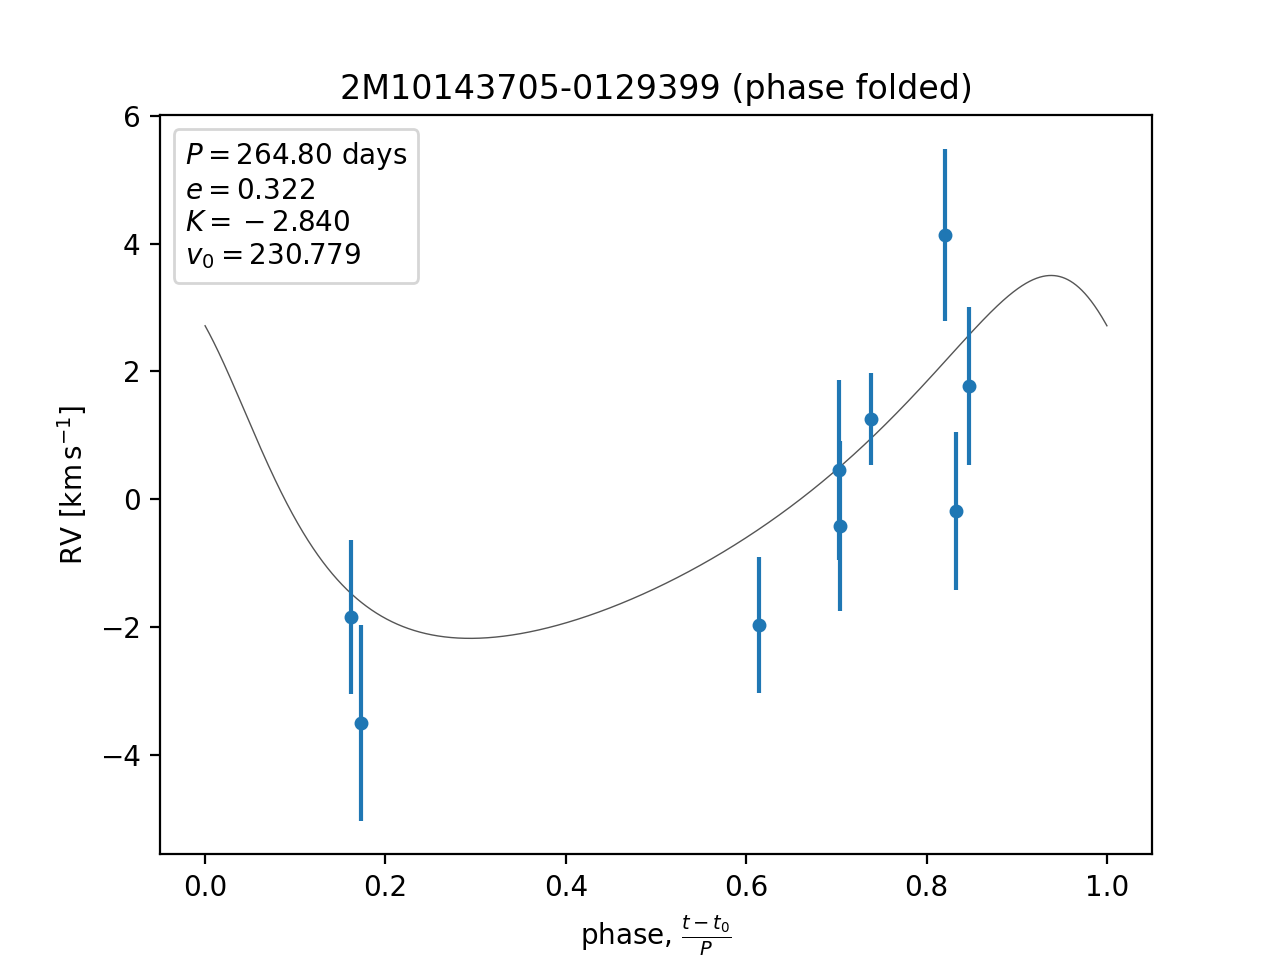 2M10143705-0129399 (phase folded)
P = 264.80 days
e = 0.322
K = −2.840
v₀ = 230.779
6
4
2
0
−2
−4
RV [km s⁻¹]
0.0 0.2 0.4 0.6 0.8 1.0
phase, (t − t₀)/P